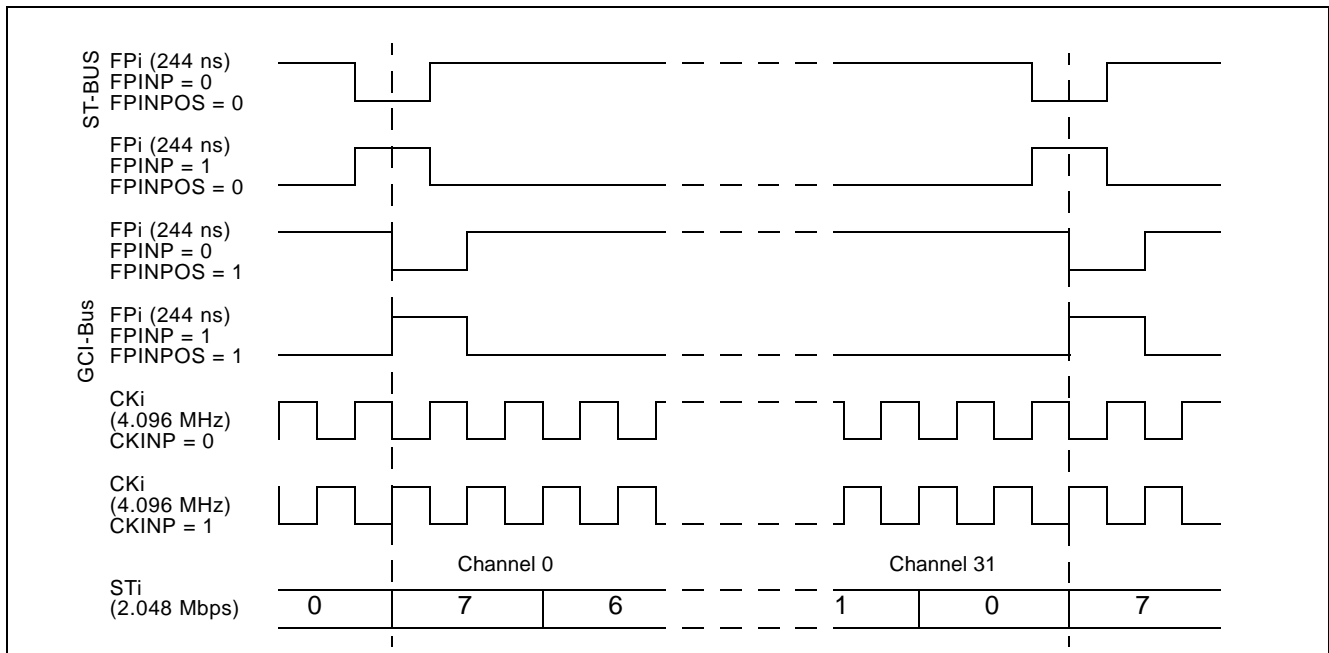 ST-BUS
FPi (244 ns)
FPINP = 0
FPINPOS = 0
FPi (244 ns)
FPINP = 1
FPINPOS = 0
FPi (244 ns)
FPINP = 0
FPINPOS = 1
GCI-Bus
FPi (244 ns)
FPINP = 1
FPINPOS = 1
CKi
(4.096 MHz)
CKINP = 0
CKi
(4.096 MHz)
CKINP = 1
Channel 0 Channel 31
STi
(2.048 Mbps)
0 7 6 1 0 7